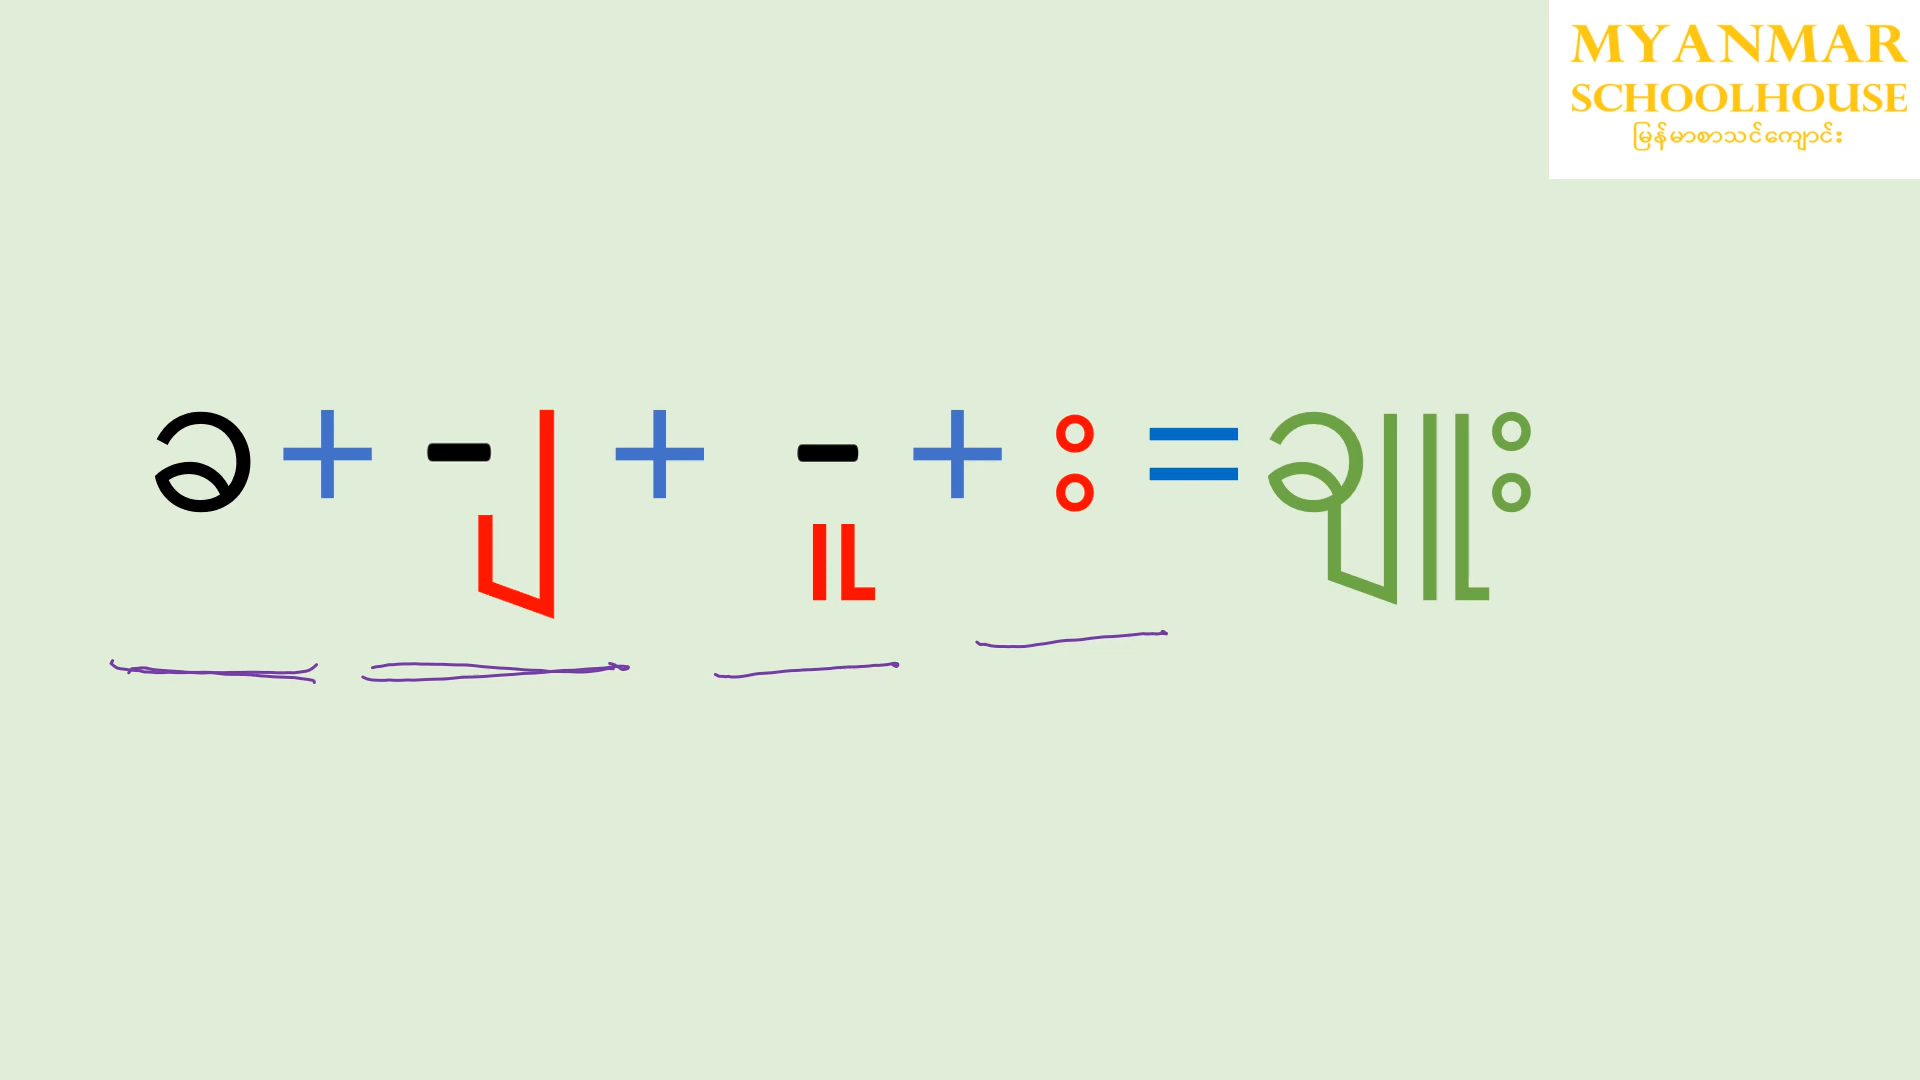 MYANMAR
SCHOOLHOUSE
မြန်မာစာသင်ကျောင်း
ခ + -ျ + -ူ + း = ချူး